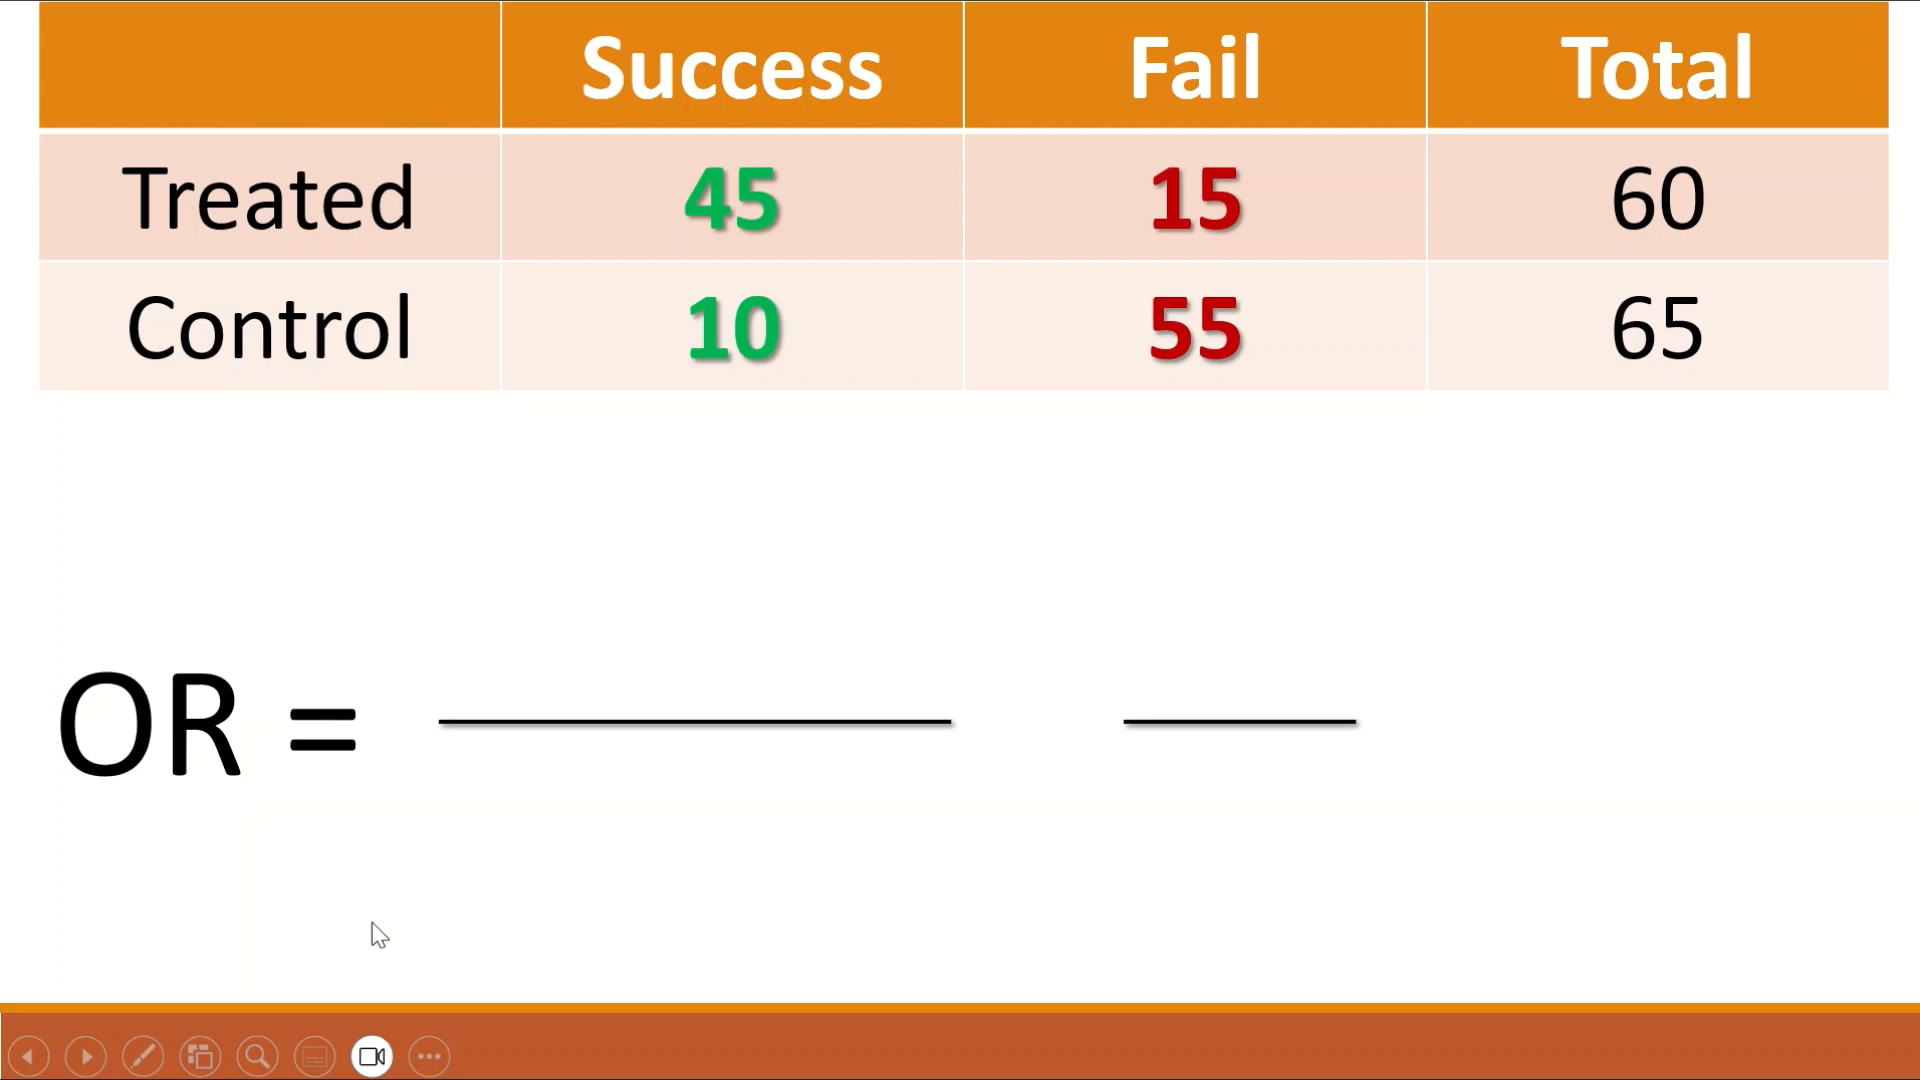 Success Fail Total
Treated 45 15 60
Control 10 55 65
OR =